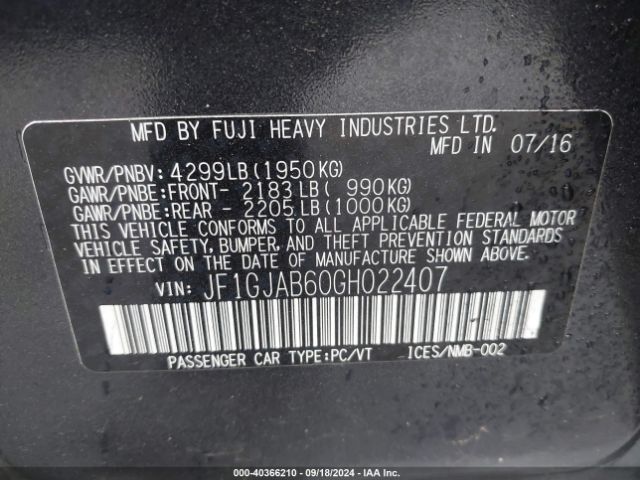 MFD BY FUJI HEAVY INDUSTRIES LTD.
MFD IN 07/16
GVWR/PNBV: 4299LB(1950KG)
GAWR/PNBE:FRONT- 2183LB( 990KG)
GAWR/PNBE:REAR - 2205LB(1000KG)
THIS VEHICLE CONFORMS TO ALL APPLICABLE FEDERAL MOTOR
VEHICLE SAFETY, BUMPER, AND THEFT PREVENTION STANDARDS
IN EFFECT ON THE DATE OF MANUFACTURE SHOWN ABOVE.
VIN: JF1GJAB60GH022407
PASSENGER CAR TYPE:PC/VT ICES/NMB-002
000-40366210 - 09/18/2024 - IAA, Inc.